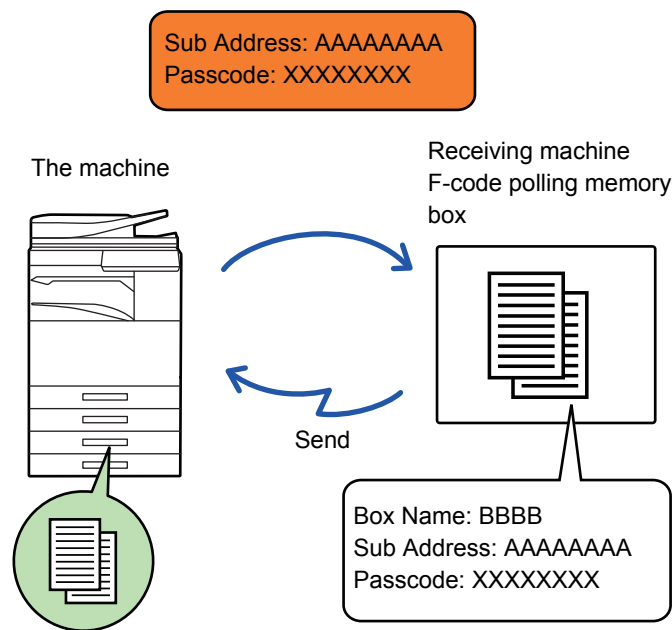 Sub Address: AAAAAAAA
Passcode: XXXXXXXX
The machine
Receiving machine
F-code polling memory
box
Send
Box Name: BBBB
Sub Address: AAAAAAAA
Passcode: XXXXXXXX